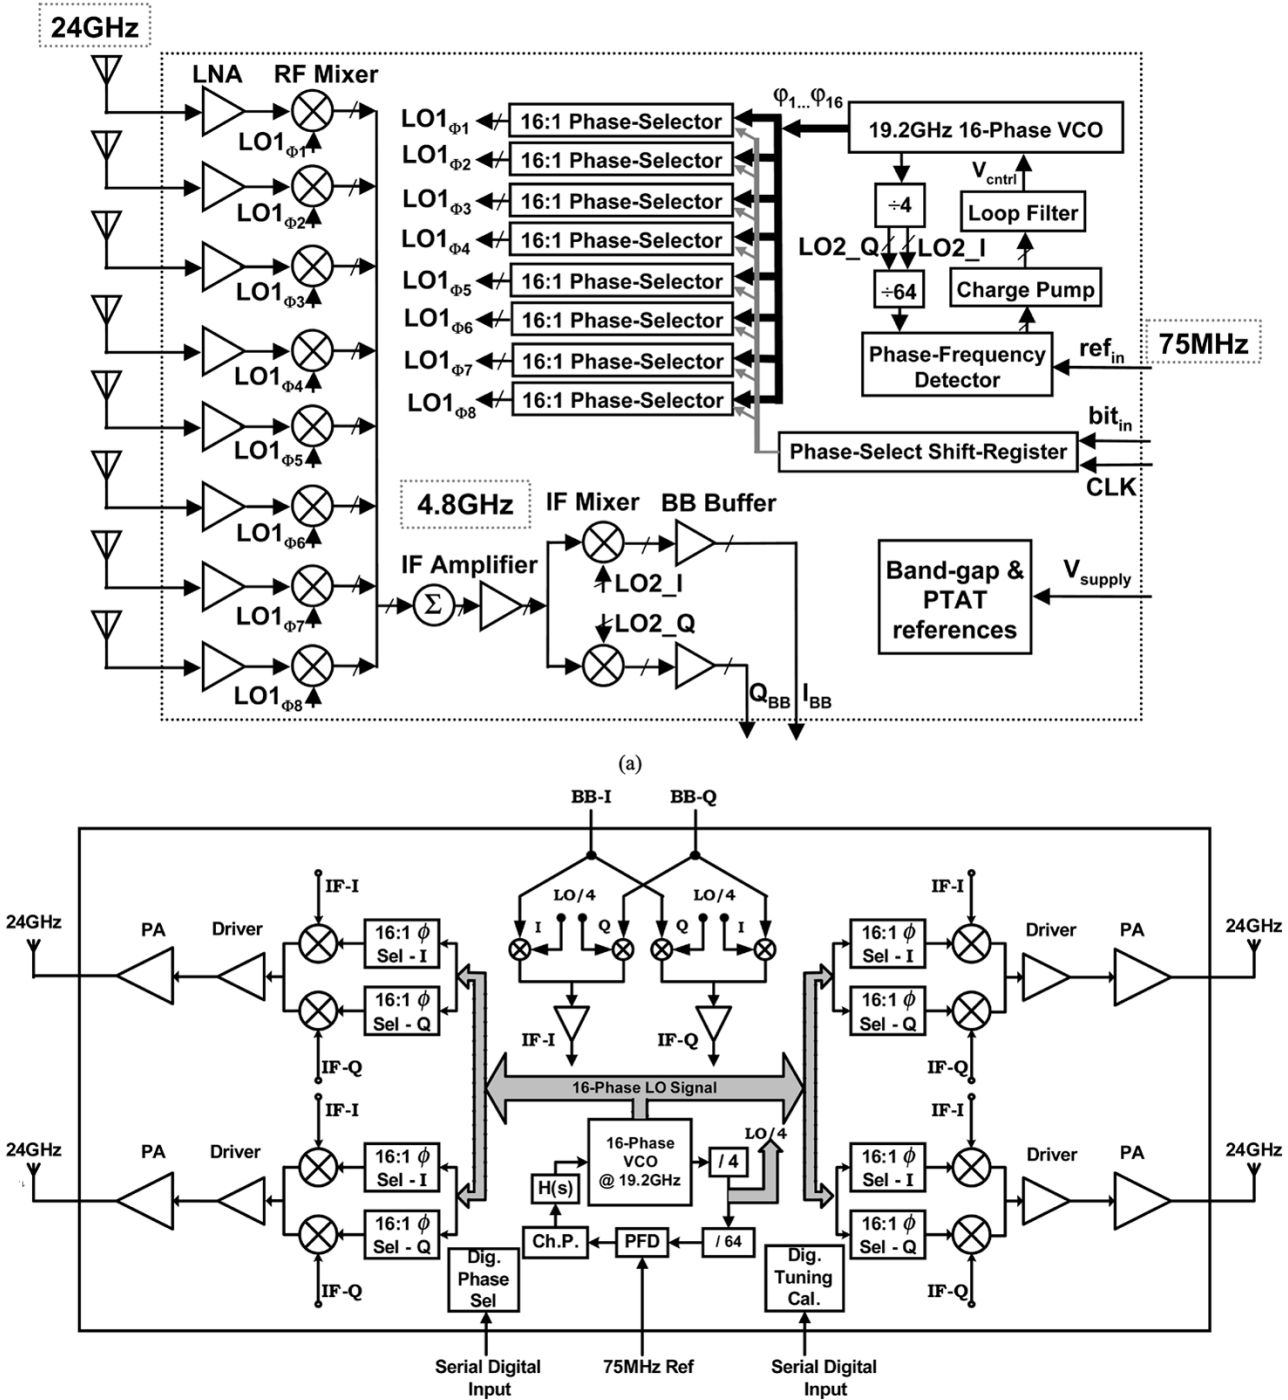 24GHz
LNA RF Mixer
LO1Φ1
LO1Φ2
LO1Φ3
LO1Φ4
LO1Φ5
LO1Φ6
LO1Φ7
LO1Φ8
LO1Φ1 16:1 Phase-Selector
LO1Φ2 16:1 Phase-Selector
LO1Φ3 16:1 Phase-Selector
LO1Φ4 16:1 Phase-Selector
LO1Φ5 16:1 Phase-Selector
LO1Φ6 16:1 Phase-Selector
LO1Φ7 16:1 Phase-Selector
LO1Φ8 16:1 Phase-Selector
φ1...φ16
19.2GHz 16-Phase VCO
Vcntrl
÷4
Loop Filter
LO2_Q LO2_I
÷64
Charge Pump
Phase-Frequency
Detector
refin
75MHz
bitin
Phase-Select Shift-Register
CLK
4.8GHz
IF Mixer BB Buffer
IF Amplifier
Σ
LO2_I
LO2_Q
QBB IBB
Band-gap &
PTAT
references
Vsupply
(a)
BB-I BB-Q
LO/4 LO/4
I Q Q I
IF-I IF-Q
24GHz
PA
Driver
IF-I
16:1 ϕ
Sel - I
16:1 ϕ
Sel - Q
IF-Q
IF-I
16:1 ϕ
Sel - I
16:1 ϕ
Sel - Q
Driver
PA
24GHz
IF-Q
16-Phase LO Signal
24GHz
PA
Driver
IF-I
16:1 ϕ
Sel - I
16:1 ϕ
Sel - Q
IF-Q
16-Phase
VCO
@ 19.2GHz
/ 4
LO/4
H(s)
Ch.P.
PFD
/ 64
IF-I
16:1 ϕ
Sel - I
16:1 ϕ
Sel - Q
Driver
PA
24GHz
IF-Q
Dig.
Phase
Sel
Dig.
Tuning
Cal.
Serial Digital
Input
75MHz Ref
Serial Digital
Input